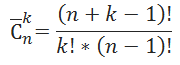 C̅ₙᵏ = (n + k − 1)! / k! ∗ (n − 1)!